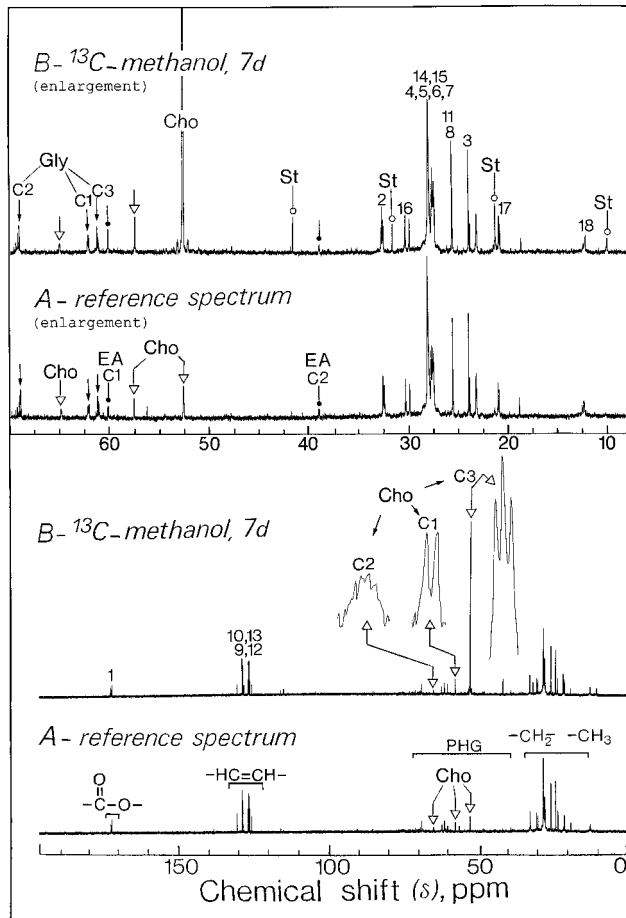 B-¹³C-methanol, 7d
(enlargement)
Cho
14,15
4,5,6,7
11
8
3
Gly
C2
C1
C3
St
St
2
16
St
17
18
St
A- reference spectrum
(enlargement)
Cho
EA
C1
Cho
EA
C2
60
50
40
30
20
10
B-¹³C-methanol, 7d
Cho
C3
C1
C2
10,13
9,12
1
A- reference spectrum
PHG
-CH₂-
-CH₃
-HC=CH-
Cho
O
-C-O-
150
100
50
0
Chemical shift (δ), ppm